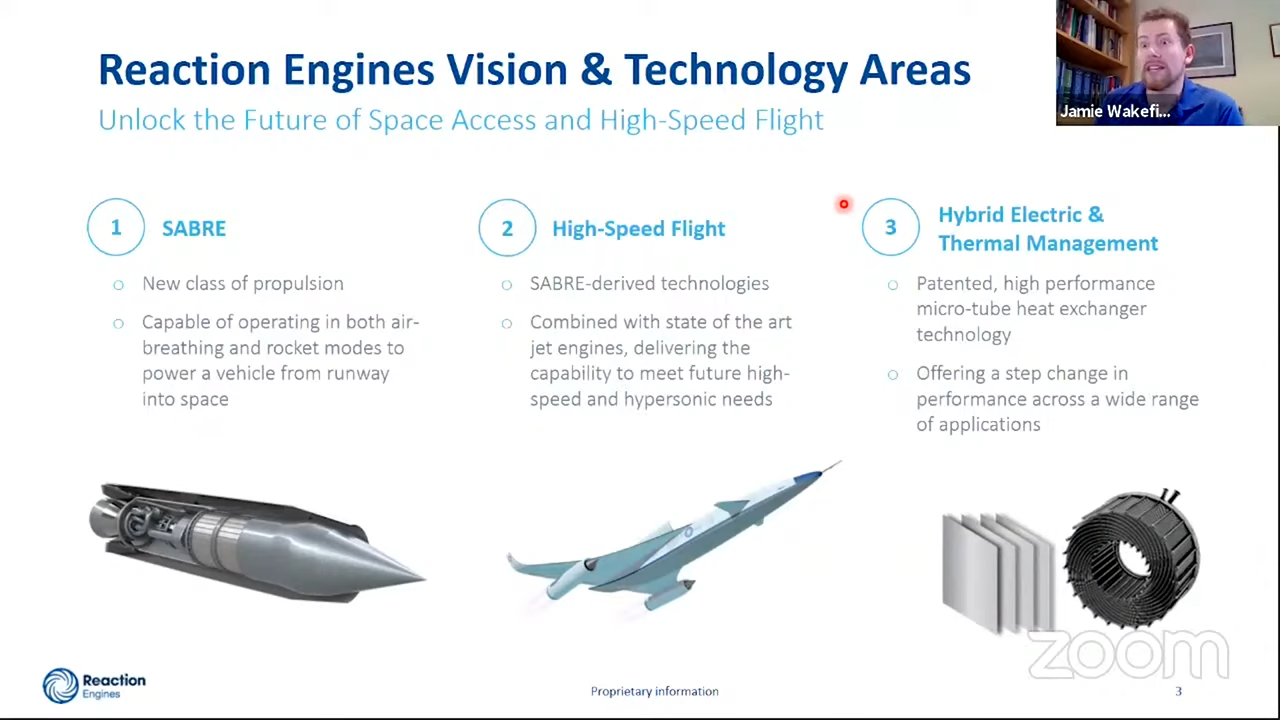 Reaction Engines Vision & Technology Areas
Unlock the Future of Space Access and High-Speed Flight
Jamie Wakefi...
1 SABRE
○ New class of propulsion
○ Capable of operating in both air-
breathing and rocket modes to
power a vehicle from runway
into space
2 High-Speed Flight
○ SABRE-derived technologies
○ Combined with state of the art
jet engines, delivering the
capability to meet future high-
speed and hypersonic needs
3 Hybrid Electric &
Thermal Management
○ Patented, high performance
micro-tube heat exchanger
technology
○ Offering a step change in
performance across a wide range
of applications
zoom
Reaction
Engines
Proprietary information
3